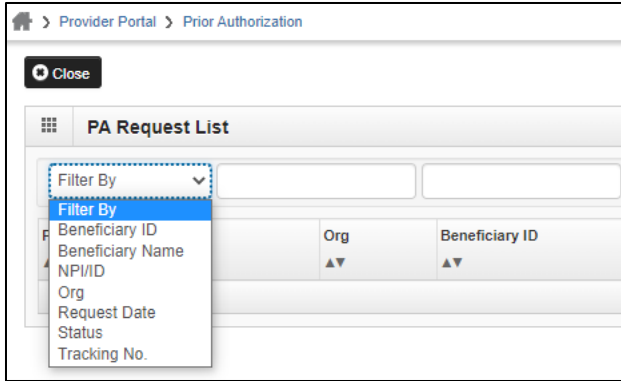 > Provider Portal > Prior Authorization
Close
PA Request List
Filter By
Filter By
Beneficiary ID
Beneficiary Name
NPI/ID
Org
Request Date
Status
Tracking No.
Org Beneficiary ID